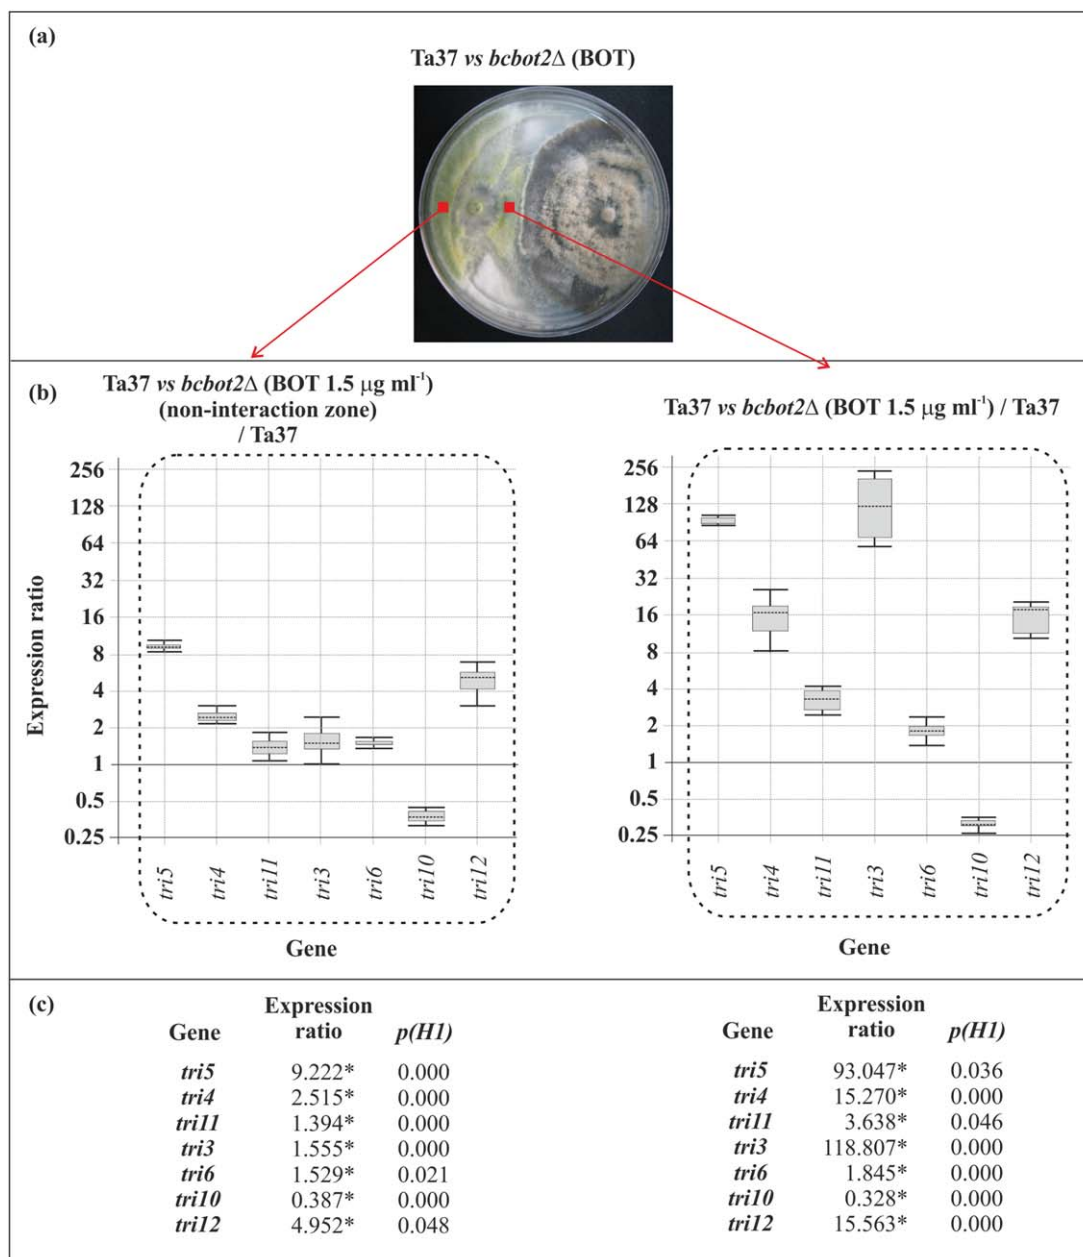 (a)
Ta37 vs bcbot2Δ (BOT)
(b)
Ta37 vs bcbot2Δ (BOT 1.5 μg ml⁻¹)
(non-interaction zone)
/ Ta37
Expression ratio
256
128
64
32
16
8
4
2
1
0.5
0.25
tri5
tri4
tri11
tri3
tri6
tri10
tri12
Gene
Ta37 vs bcbot2Δ (BOT 1.5 μg ml⁻¹) / Ta37
256
128
64
32
16
8
4
2
1
0.5
0.25
tri5
tri4
tri11
tri3
tri6
tri10
tri12
Gene
(c)
Gene Expression ratio p(H1)
tri5 9.222* 0.000
tri4 2.515* 0.000
tri11 1.394* 0.000
tri3 1.555* 0.000
tri6 1.529* 0.021
tri10 0.387* 0.000
tri12 4.952* 0.048
Gene Expression ratio p(H1)
tri5 93.047* 0.036
tri4 15.270* 0.000
tri11 3.638* 0.046
tri3 118.807* 0.000
tri6 1.845* 0.000
tri10 0.328* 0.000
tri12 15.563* 0.000